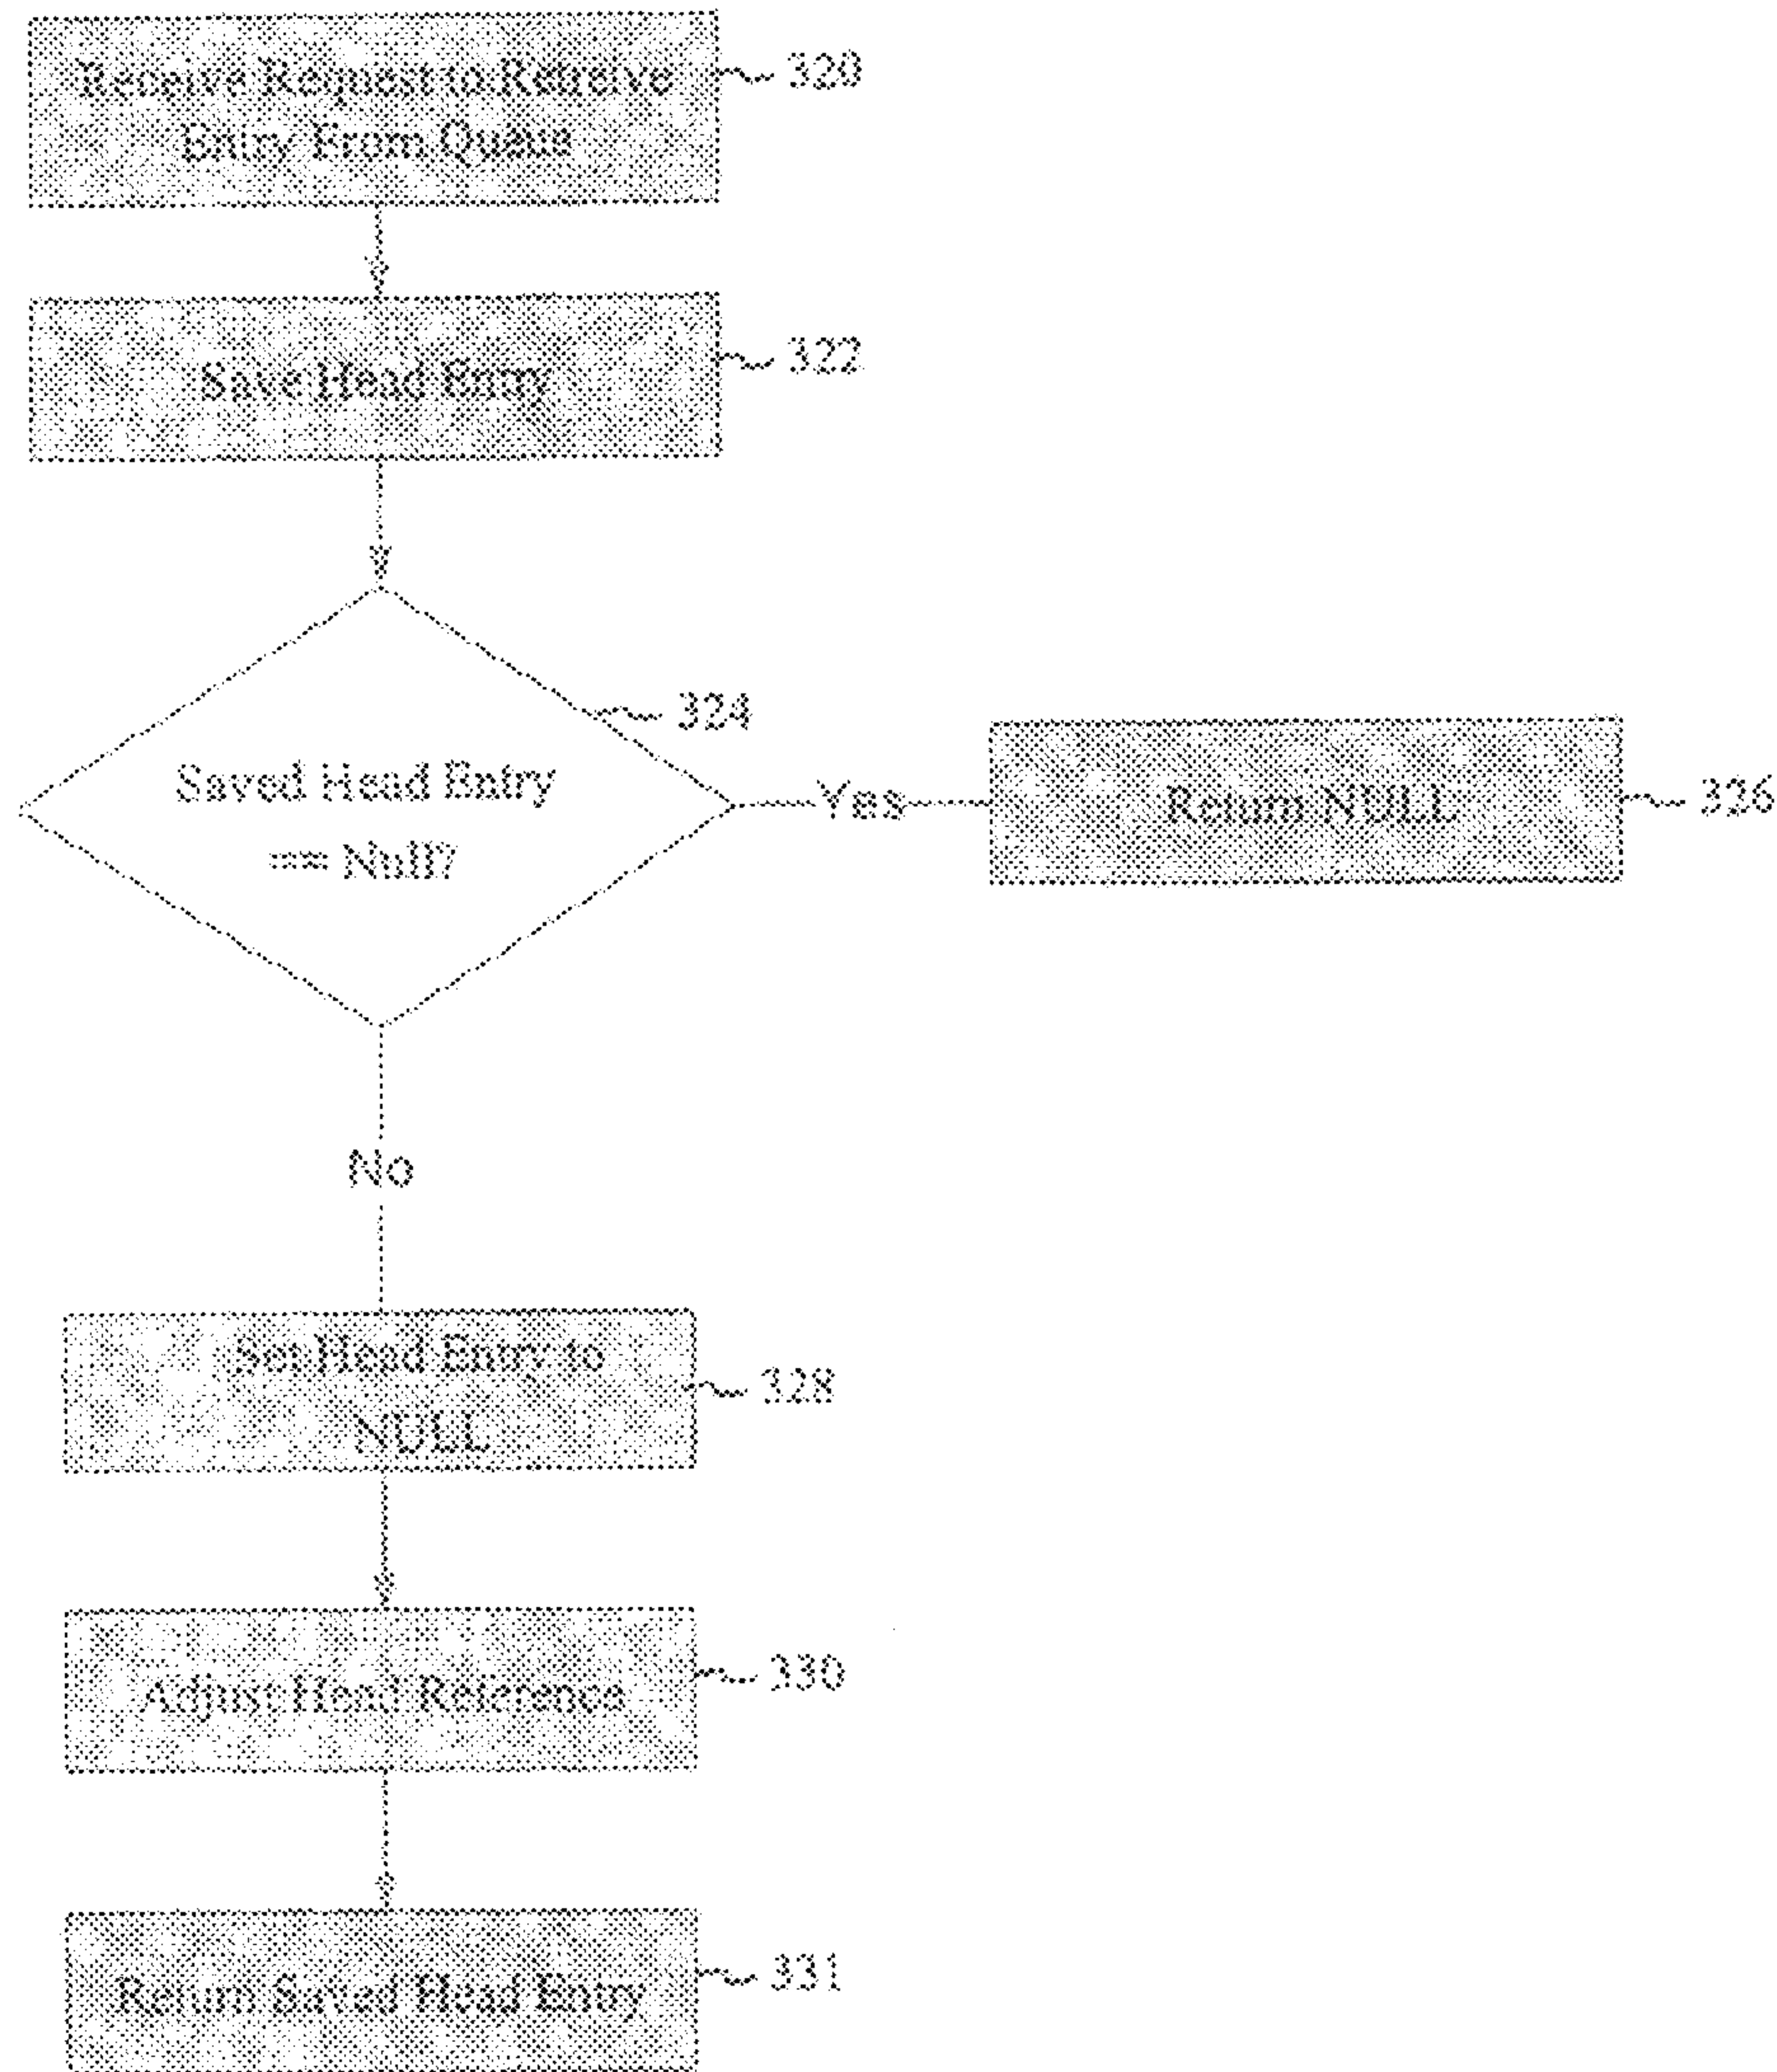 Receive Request to Retreive
Entry From Queue
320
Save Head Entry
322
324
Saved Head Entry
== Null?
Yes
Return NULL
326
No
Set Head Entry to
NULL
328
Adjust Head Reference
330
Return Saved Head Entry
331